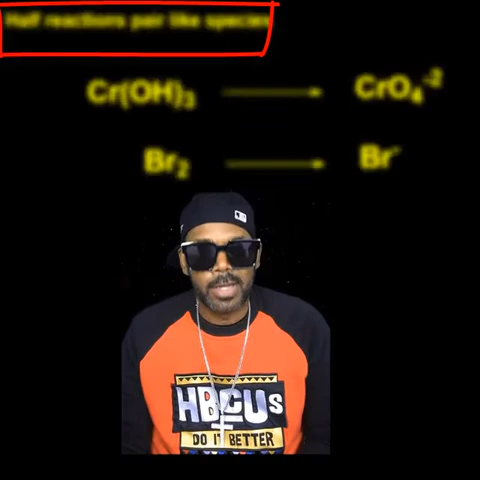 Half reactions pair like species
Cr(OH)₃ → CrO₄⁻²
Br₂ → Br⁻
HBCUs
DO IT BETTER